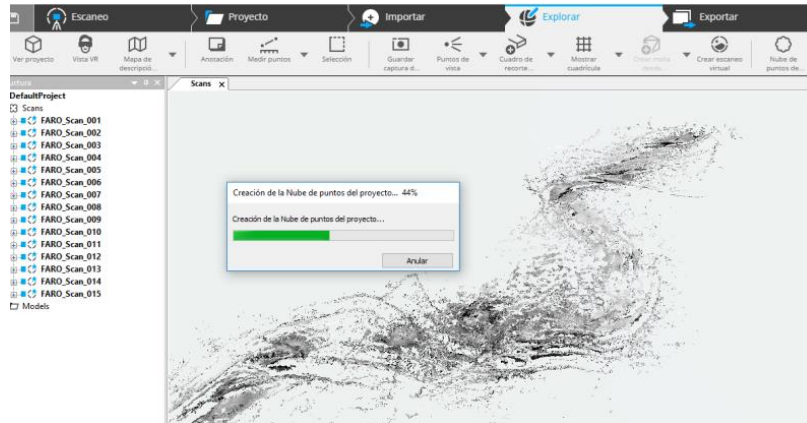 Escaneo
Proyecto
Importar
Explorar
Exportar
Ver proyecto
Vista VR
Mapa de
descripció...
Anotación
Medir puntos
Selección
Guardar
captura d...
Puntos de
vista
Cuadro de
recorte...
Mostrar
cuadrícula
Crear escaneo
virtual
Nube de
puntos de...
Scans x
DefaultProject
Scans
FARO_Scan_001
FARO_Scan_002
FARO_Scan_003
FARO_Scan_004
FARO_Scan_005
FARO_Scan_006
FARO_Scan_007
FARO_Scan_008
FARO_Scan_009
FARO_Scan_010
FARO_Scan_011
FARO_Scan_012
FARO_Scan_013
FARO_Scan_014
FARO_Scan_015
Models
Creación de la Nube de puntos del proyecto... 44%
Creación de la Nube de puntos del proyecto...
Anular